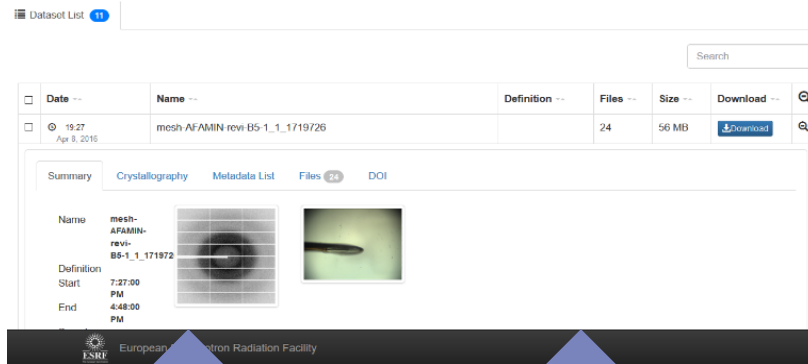 Dataset List 11
Search
Date Name Definition Files Size Download
19:27 mesh-AFAMIN-revi-B5-1_1_1719726 24 56 MB Download
Apr 8, 2016
Summary Crystallography Metadata List Files 24 DOI
Name mesh-
AFAMIN-
revi-
B5-1_1_171972
Definition
Start 7:27:00
PM
End 4:48:00
PM
ESRF European Radiation Facility